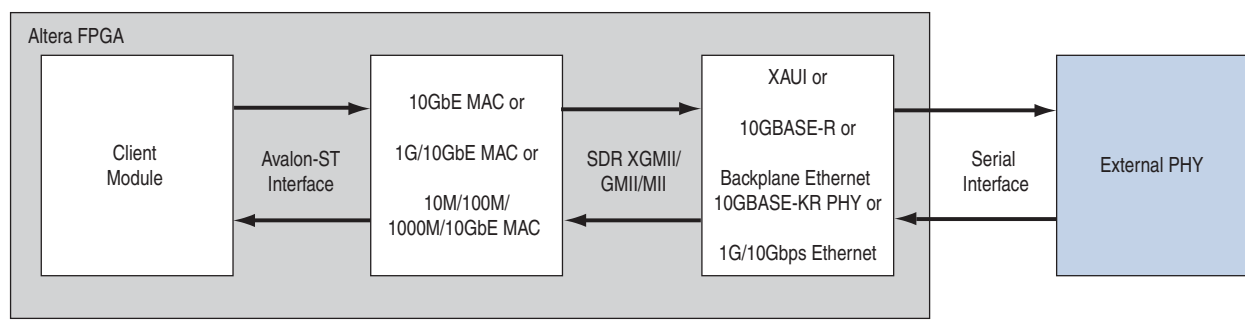 Altera FPGA
Client
Module
Avalon-ST
Interface
10GbE MAC or
1G/10GbE MAC or
10M/100M/
1000M/10GbE MAC
SDR XGMII/
GMII/MII
XAUI or
10GBASE-R or
Backplane Ethernet
10GBASE-KR PHY or
1G/10Gbps Ethernet
Serial
Interface
External PHY